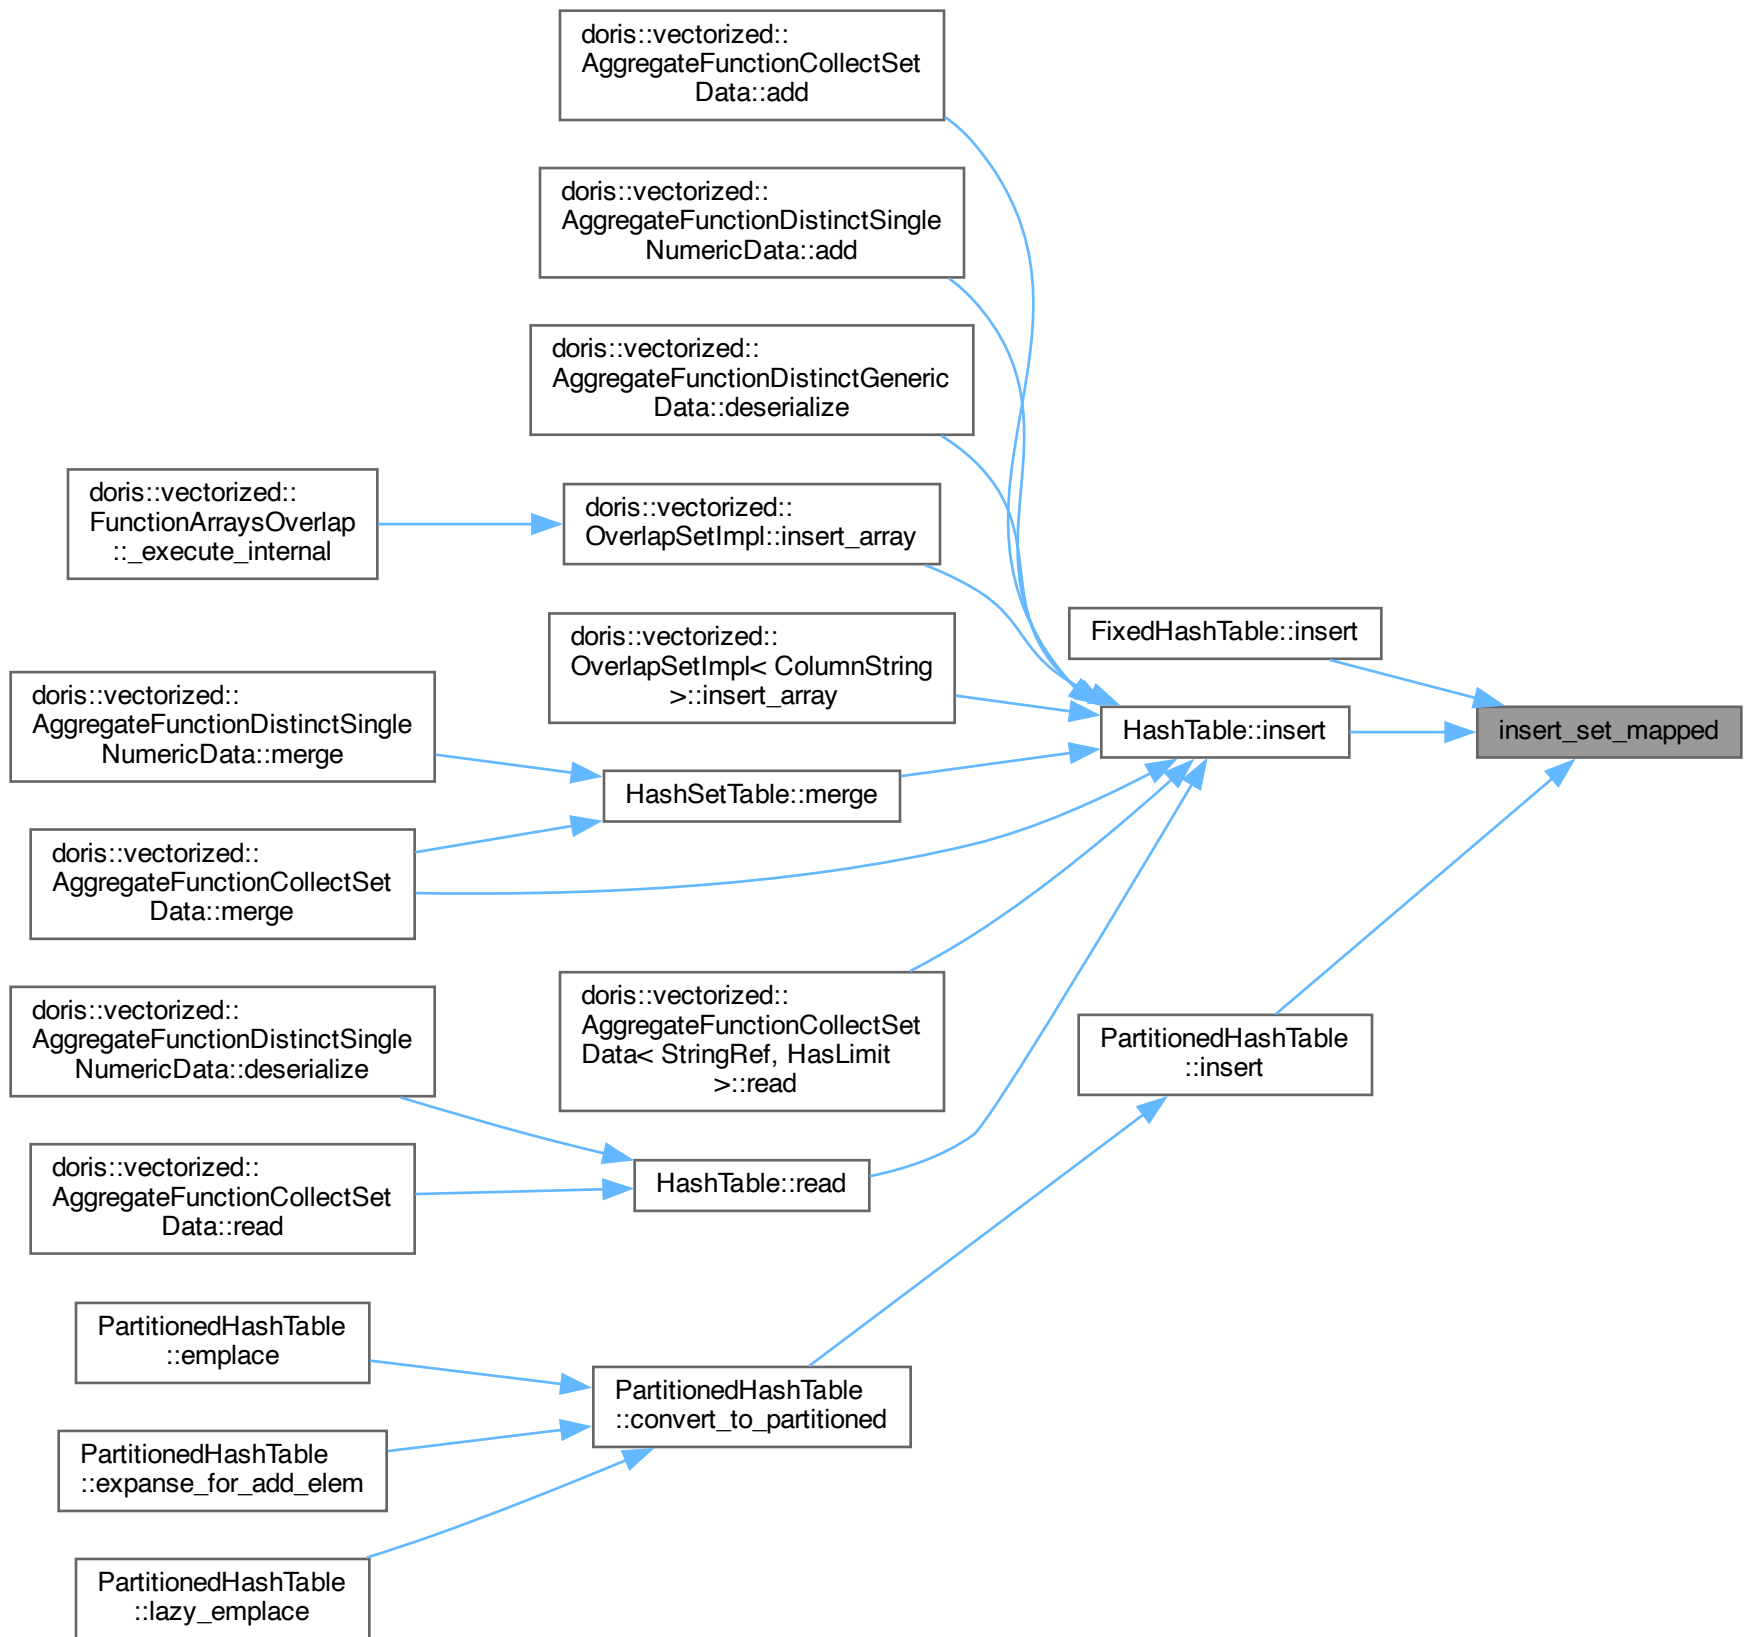 doris::vectorized::
AggregateFunctionCollectSet
Data::add
doris::vectorized::
AggregateFunctionDistinctSingle
NumericData::add
doris::vectorized::
AggregateFunctionDistinctGeneric
Data::deserialize
doris::vectorized::
FunctionArraysOverlap
::_execute_internal
doris::vectorized::
OverlapSetImpl::insert_array
FixedHashTable::insert
doris::vectorized::
OverlapSetImpl< ColumnString
>::insert_array
doris::vectorized::
AggregateFunctionDistinctSingle
NumericData::merge
HashTable::insert
insert_set_mapped
HashSetTable::merge
doris::vectorized::
AggregateFunctionCollectSet
Data::merge
doris::vectorized::
AggregateFunctionCollectSet
Data< StringRef, HasLimit
>::read
doris::vectorized::
AggregateFunctionDistinctSingle
NumericData::deserialize
PartitionedHashTable
::insert
doris::vectorized::
AggregateFunctionCollectSet
Data::read
HashTable::read
PartitionedHashTable
::emplace
PartitionedHashTable
::convert_to_partitioned
PartitionedHashTable
::expanse_for_add_elem
PartitionedHashTable
::lazy_emplace